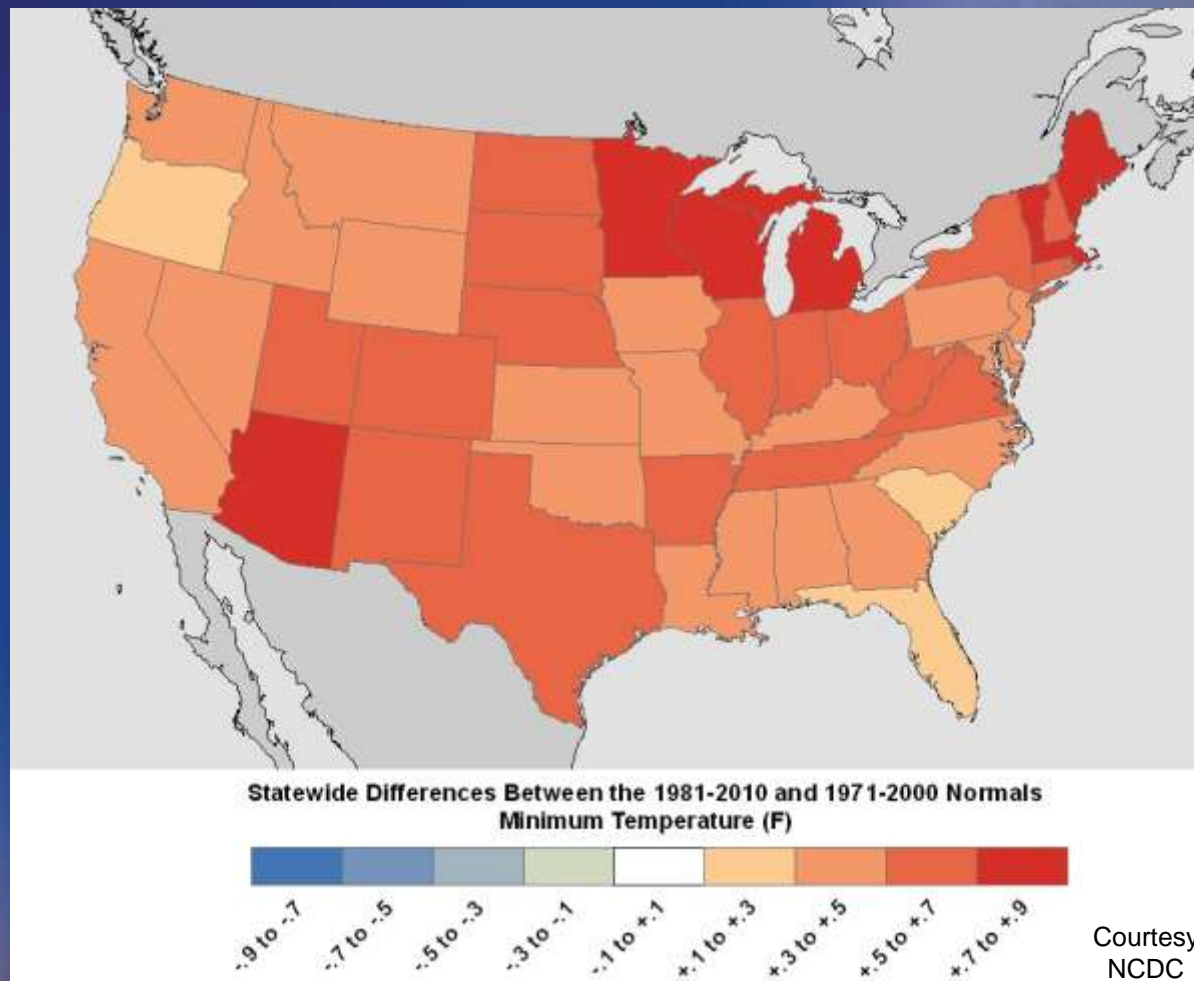 Statewide Differences Between the 1981-2010 and 1971-2000 Normals
Minimum Temperature (F)
-.9 to -.7
-.7 to -.5
-.5 to -.3
-.3 to -.1
-.1 to +.1
+.1 to +.3
+.3 to +.5
+.5 to +.7
+.7 to +.9
Courtesy
NCDC